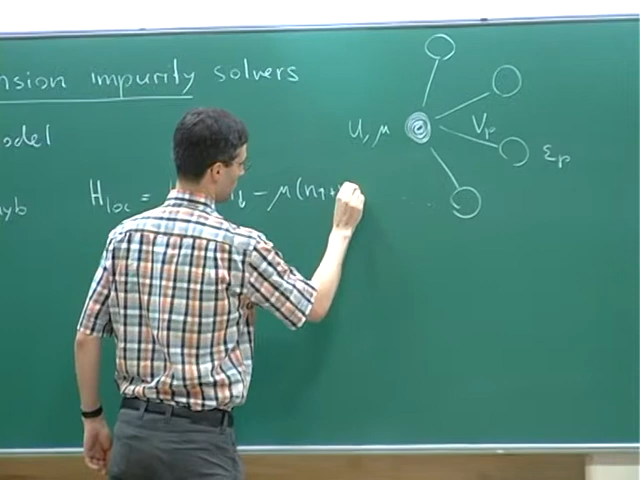 nsion impurity solvers
odel
U, μ
V_p
ε_p
yb
H_loc = ↓ - μ(n↑+